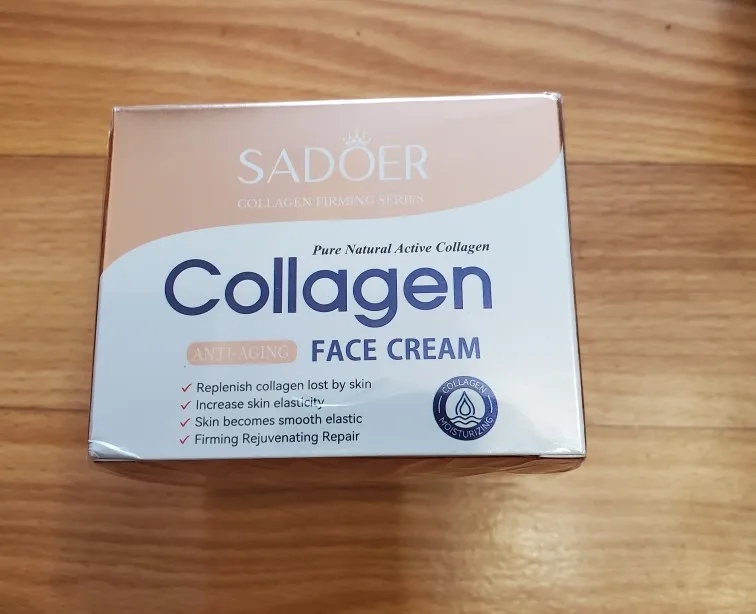 SADOER
COLLAGEN FIRMING SERIES
Pure Natural Active Collagen
Collagen
ANTI-AGING FACE CREAM
✓ Replenish collagen lost by skin
✓ Increase skin elasticity
✓ Skin becomes smooth elastic
✓ Firming Rejuvenating Repair
COLLAGEN
MOISTURIZING